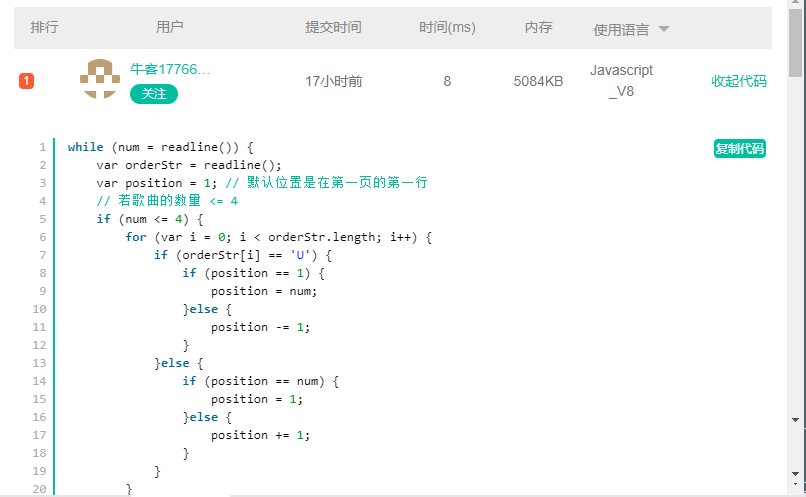 排行 用户 提交时间 时间(ms) 内存 使用语言
1 牛客17766... 关注 17小时前 8 5084KB Javascript_V8 收起代码
复制代码
1 while (num = readline()) {
2     var orderStr = readline();
3     var position = 1; // 默认位置是在第一页的第一行
4     // 若歌曲的数量 <= 4
5     if (num <= 4) {
6         for (var i = 0; i < orderStr.length; i++) {
7             if (orderStr[i] == 'U') {
8                 if (position == 1) {
9                     position = num;
10                 }else {
11                     position -= 1;
12                 }
13             }else {
14                 if (position == num) {
15                     position = 1;
16                 }else {
17                     position += 1;
18                 }
19             }
20         }